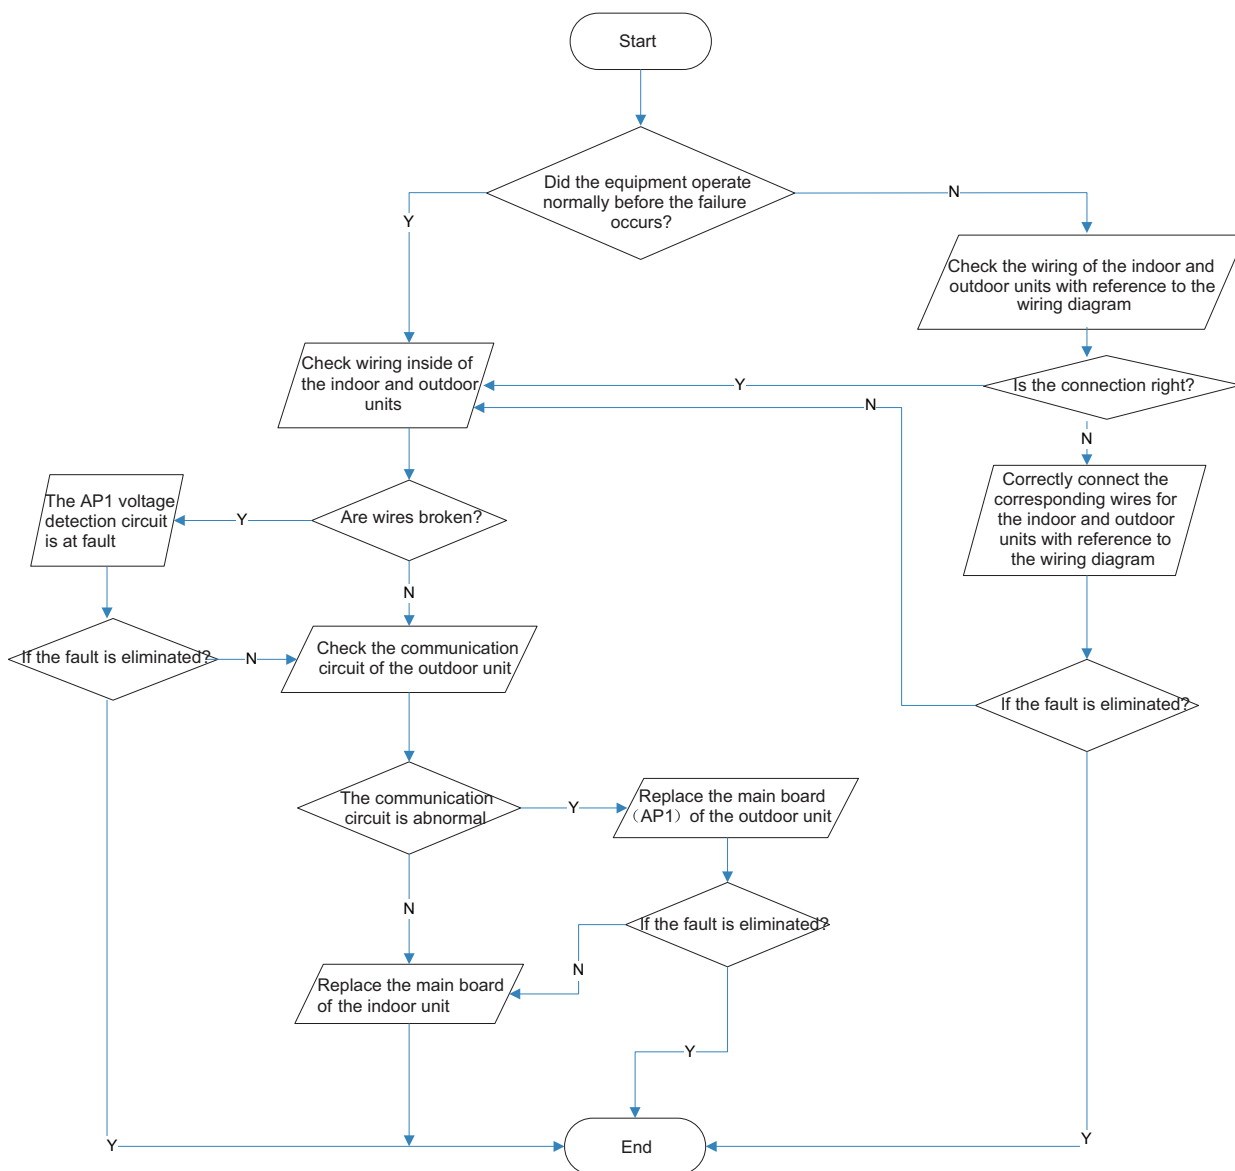 Start
Did the equipment operate
normally before the failure
occurs?
Y
N
Check the wiring of the indoor and
outdoor units with reference to the
wiring diagram
Check wiring inside of
the indoor and outdoor
units
Y
Is the connection right?
N
N
Correctly connect the
corresponding wires for
the indoor and outdoor
units with reference to
the wiring diagram
The AP1 voltage
detection circuit
is at fault
Y
Are wires broken?
N
If the fault is eliminated?
N
Check the communication
circuit of the outdoor unit
If the fault is eliminated?
The communication
circuit is abnormal
Y
Replace the main board
（AP1）of the outdoor unit
N
If the fault is eliminated?
N
Replace the main board
of the indoor unit
Y
Y
End
Y